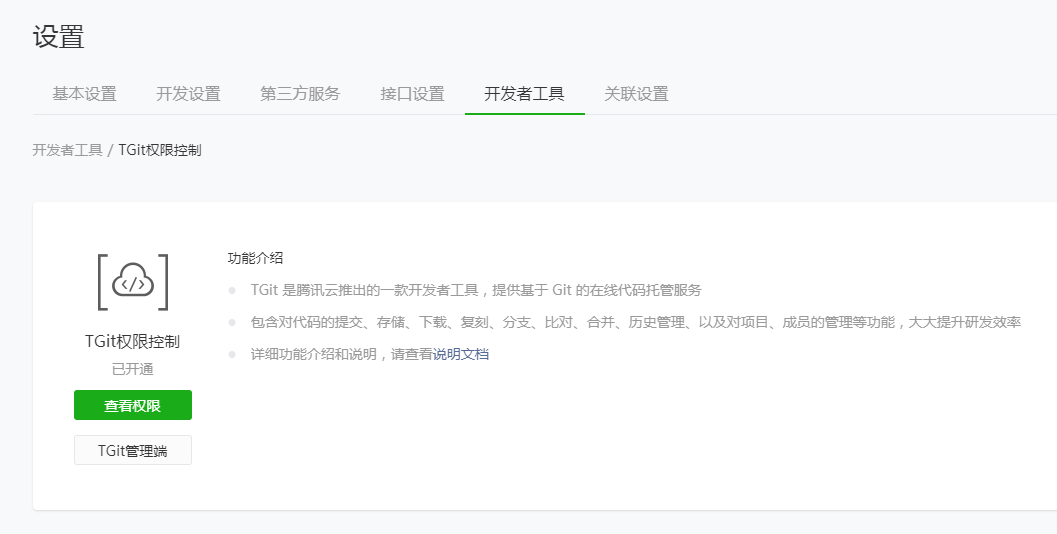 设置
基本设置 开发设置 第三方服务 接口设置 开发者工具 关联设置
开发者工具 / TGit权限控制
功能介绍
TGit 是腾讯云推出的一款开发者工具，提供基于 Git 的在线代码托管服务
包含对代码的提交、存储、下载、复刻、分支、比对、合并、历史管理、以及对项目、成员的管理等功能，大大提升研发效率
详细功能介绍和说明，请查看说明文档
TGit权限控制
已开通
查看权限
TGit管理端